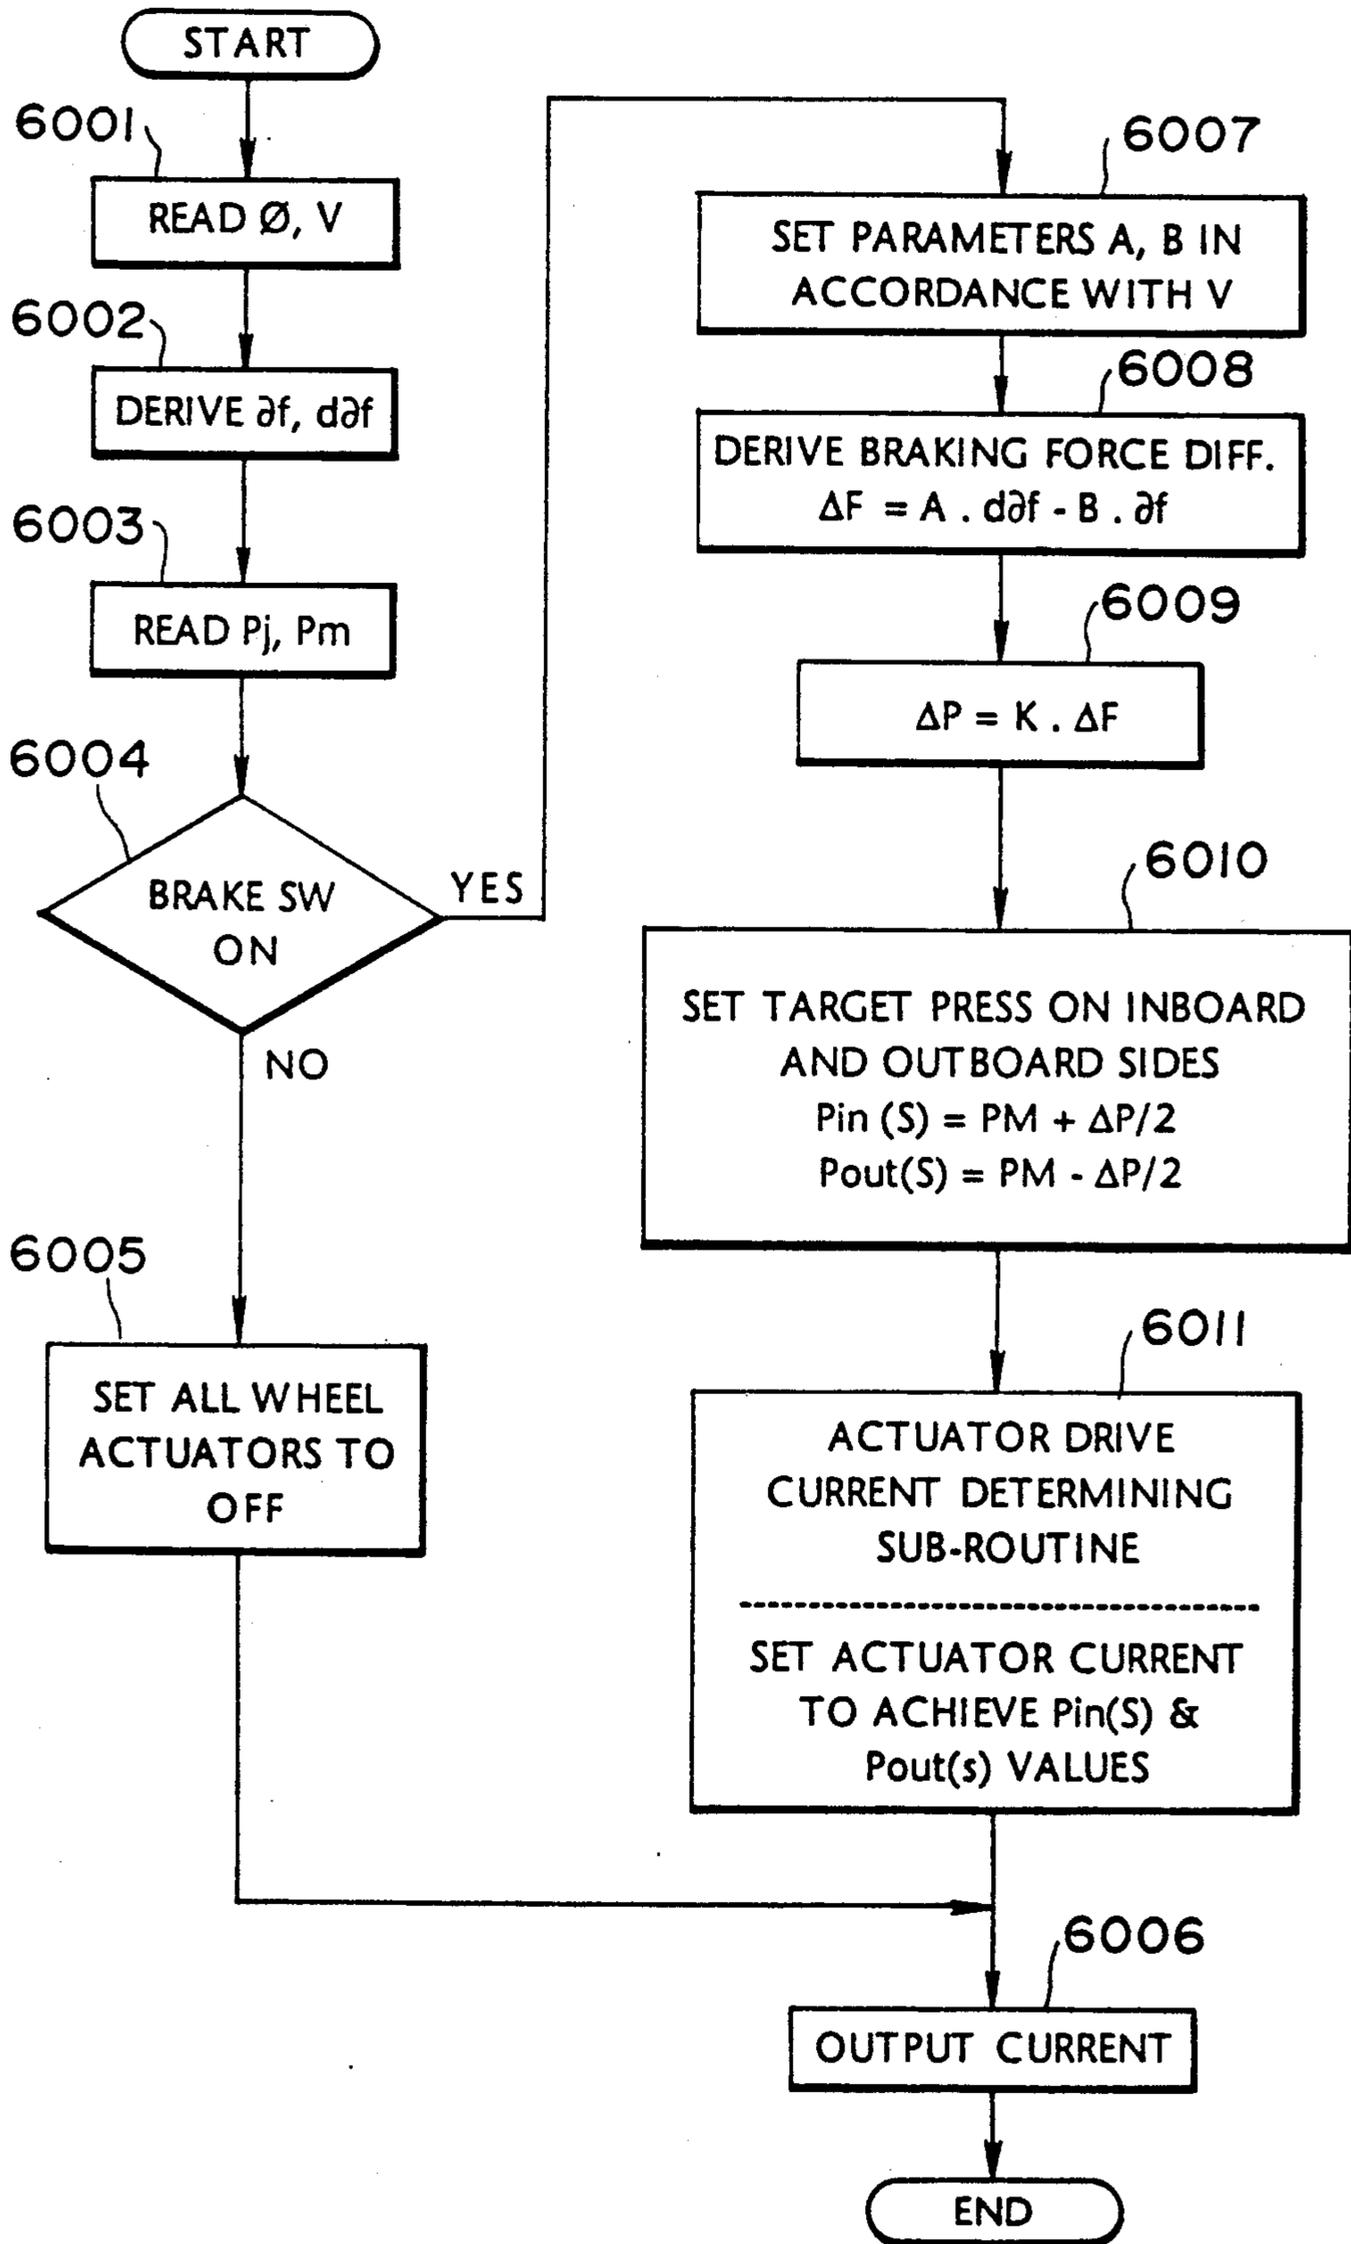 START
6001
READ Ø, V
6002
DERIVE ∂f, d∂f
6003
READ Pj, Pm
6004
BRAKE SW
ON
YES
NO
6005
SET ALL WHEEL
ACTUATORS TO
OFF
6007
SET PARAMETERS A, B IN
ACCORDANCE WITH V
6008
DERIVE BRAKING FORCE DIFF.
ΔF = A . d∂f - B . ∂f
6009
ΔP = K . ΔF
6010
SET TARGET PRESS ON INBOARD
AND OUTBOARD SIDES
Pin (S) = PM + ΔP/2
Pout(S) = PM - ΔP/2
6011
ACTUATOR DRIVE
CURRENT DETERMINING
SUB-ROUTINE
SET ACTUATOR CURRENT
TO ACHIEVE Pin(S) &
Pout(s) VALUES
6006
OUTPUT CURRENT
END